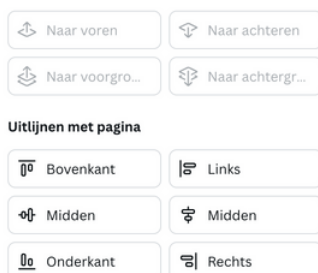 Naar voren
Naar achteren
Naar voorgro...
Naar achtergr...
Uitlijnen met pagina
Bovenkant
Links
Midden
Midden
Onderkant
Rechts